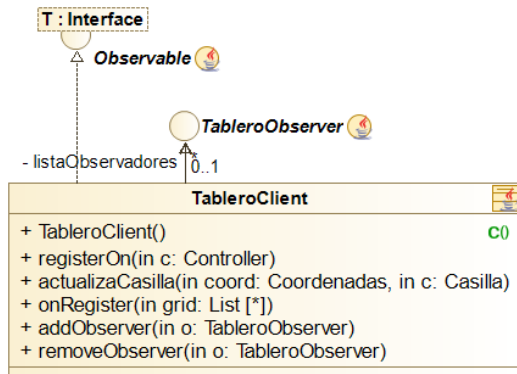 T : Interface
Observable
TableroObserver
- listaObservadores
*
0..1
TableroClient
+ TableroClient()
C()
+ registerOn(in c: Controller)
+ actualizaCasilla(in coord: Coordenadas, in c: Casilla)
+ onRegister(in grid: List [*])
+ addObserver(in o: TableroObserver)
+ removeObserver(in o: TableroObserver)